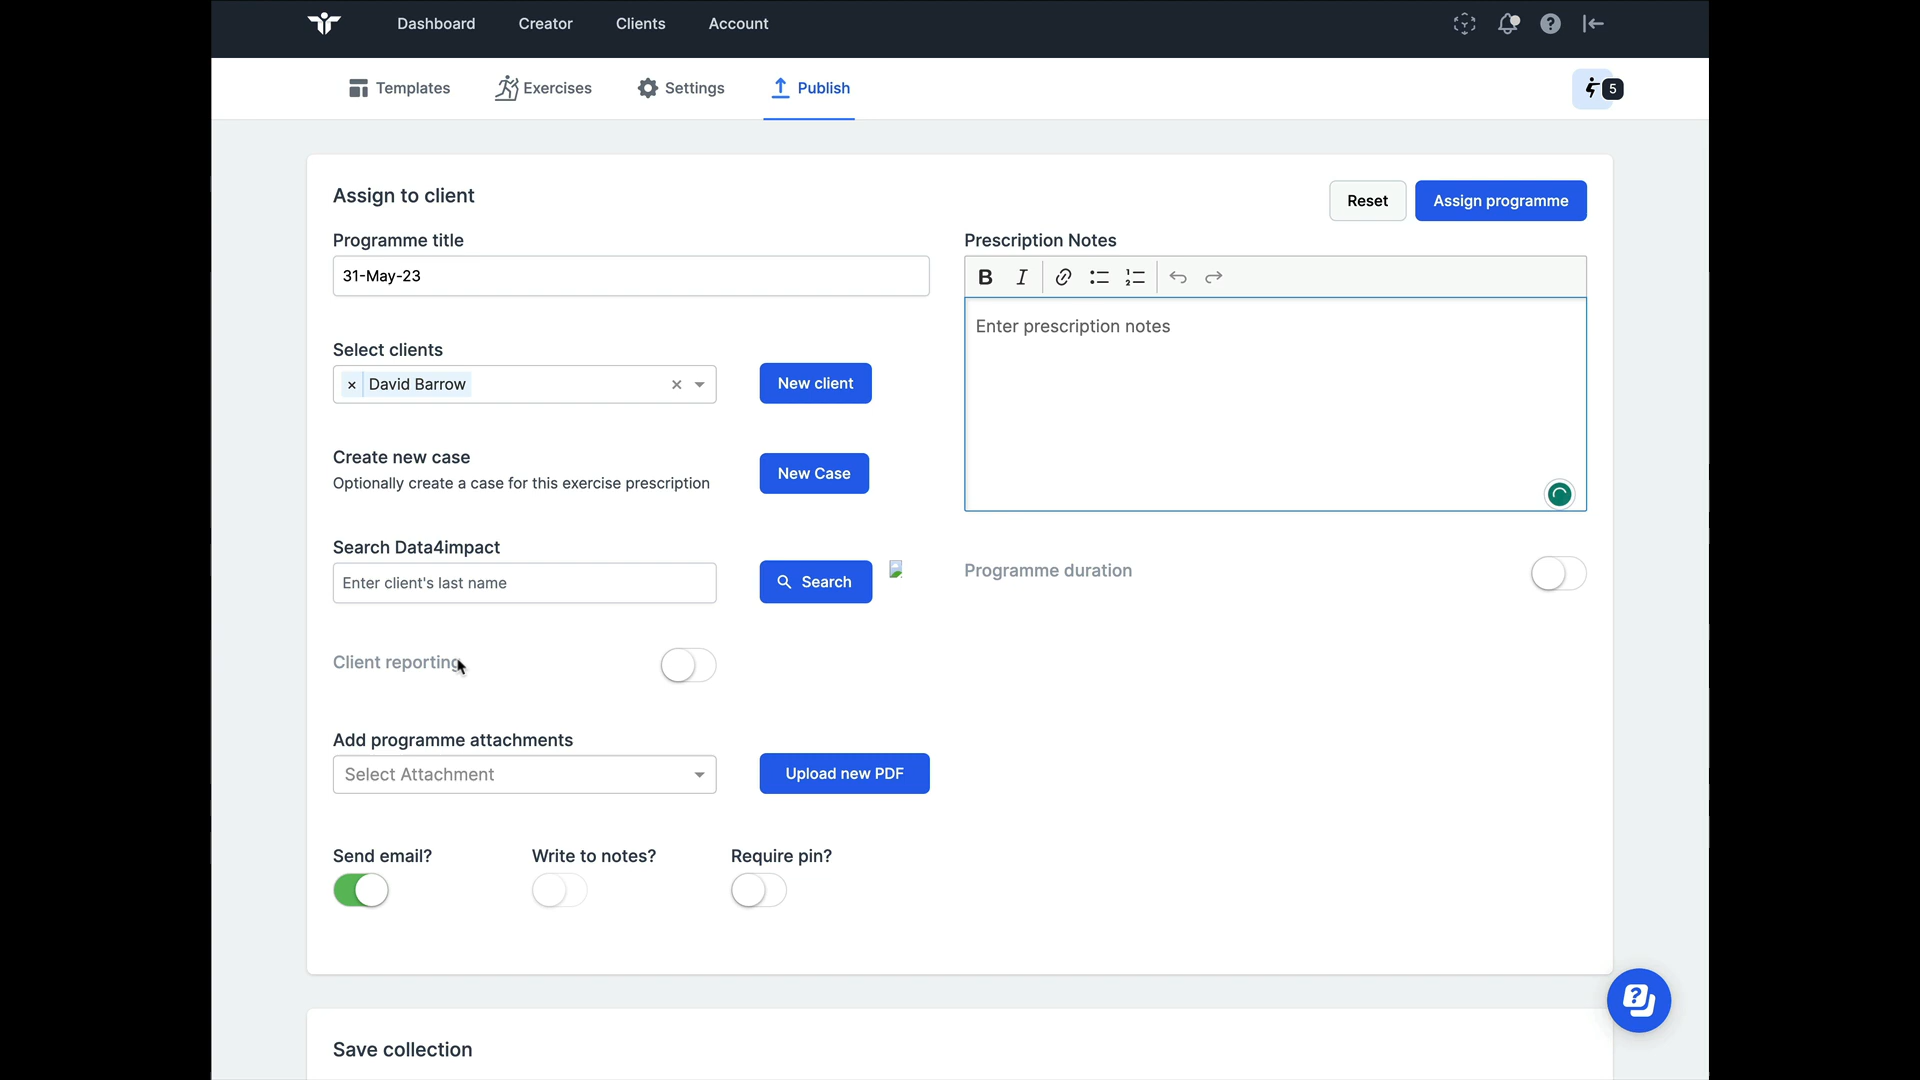 Dashboard Creator Clients Account
Templates Exercises Settings Publish 5
Assign to client
Reset Assign programme
Programme title
31-May-23
Prescription Notes
B I
Enter prescription notes
Select clients
× David Barrow ×
New client
Create new case
Optionally create a case for this exercise prescription
New Case
Search Data4impact
Enter client's last name
Search
Programme duration
Client reporting
Add programme attachments
Select Attachment
Upload new PDF
Send email? Write to notes? Require pin?
Save collection